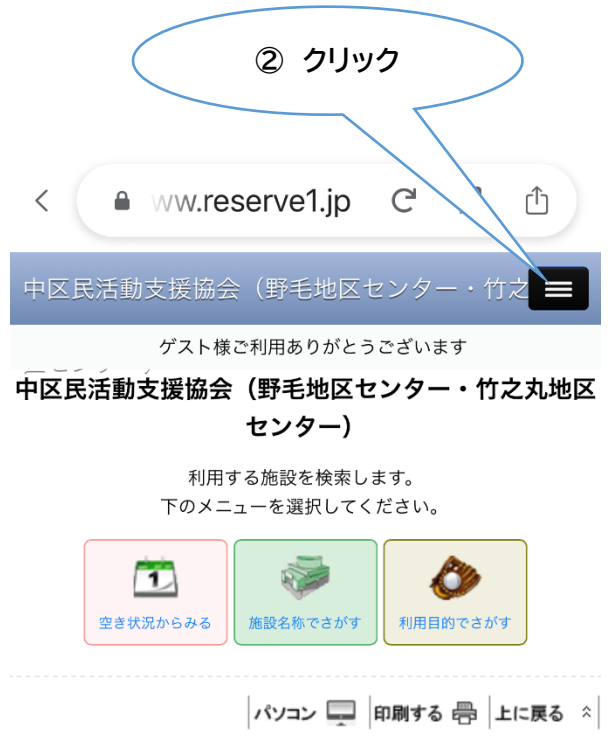 ② クリック
ww.reserve1.jp
中区民活動支援協会（野毛地区センター・竹之
ゲスト様ご利用ありがとうございます
中区民活動支援協会（野毛地区センター・竹之丸地区
センター）
利用する施設を検索します。
下のメニューを選択してください。
空き状況からみる
施設名称でさがす
利用目的でさがす
パソコン 印刷する 上に戻る